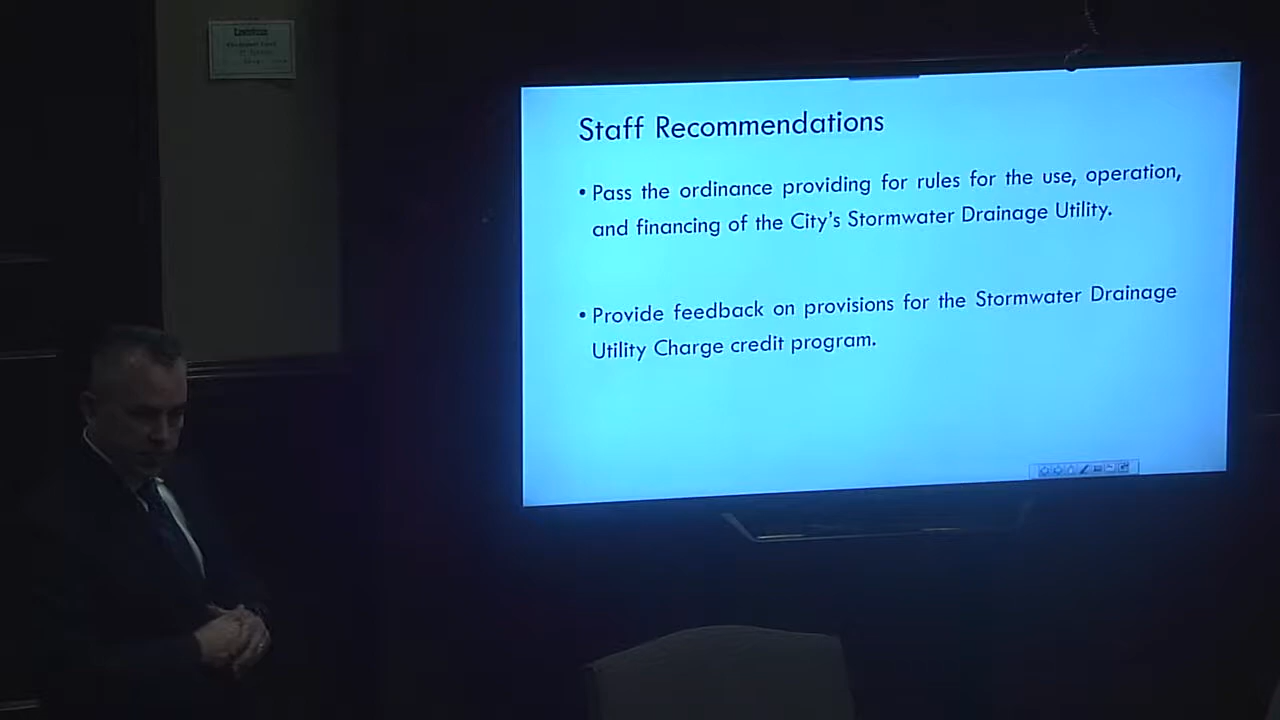 Staff Recommendations
• Pass the ordinance providing for rules for the use, operation,
and financing of the City's Stormwater Drainage Utility.
• Provide feedback on provisions for the Stormwater Drainage
Utility Charge credit program.